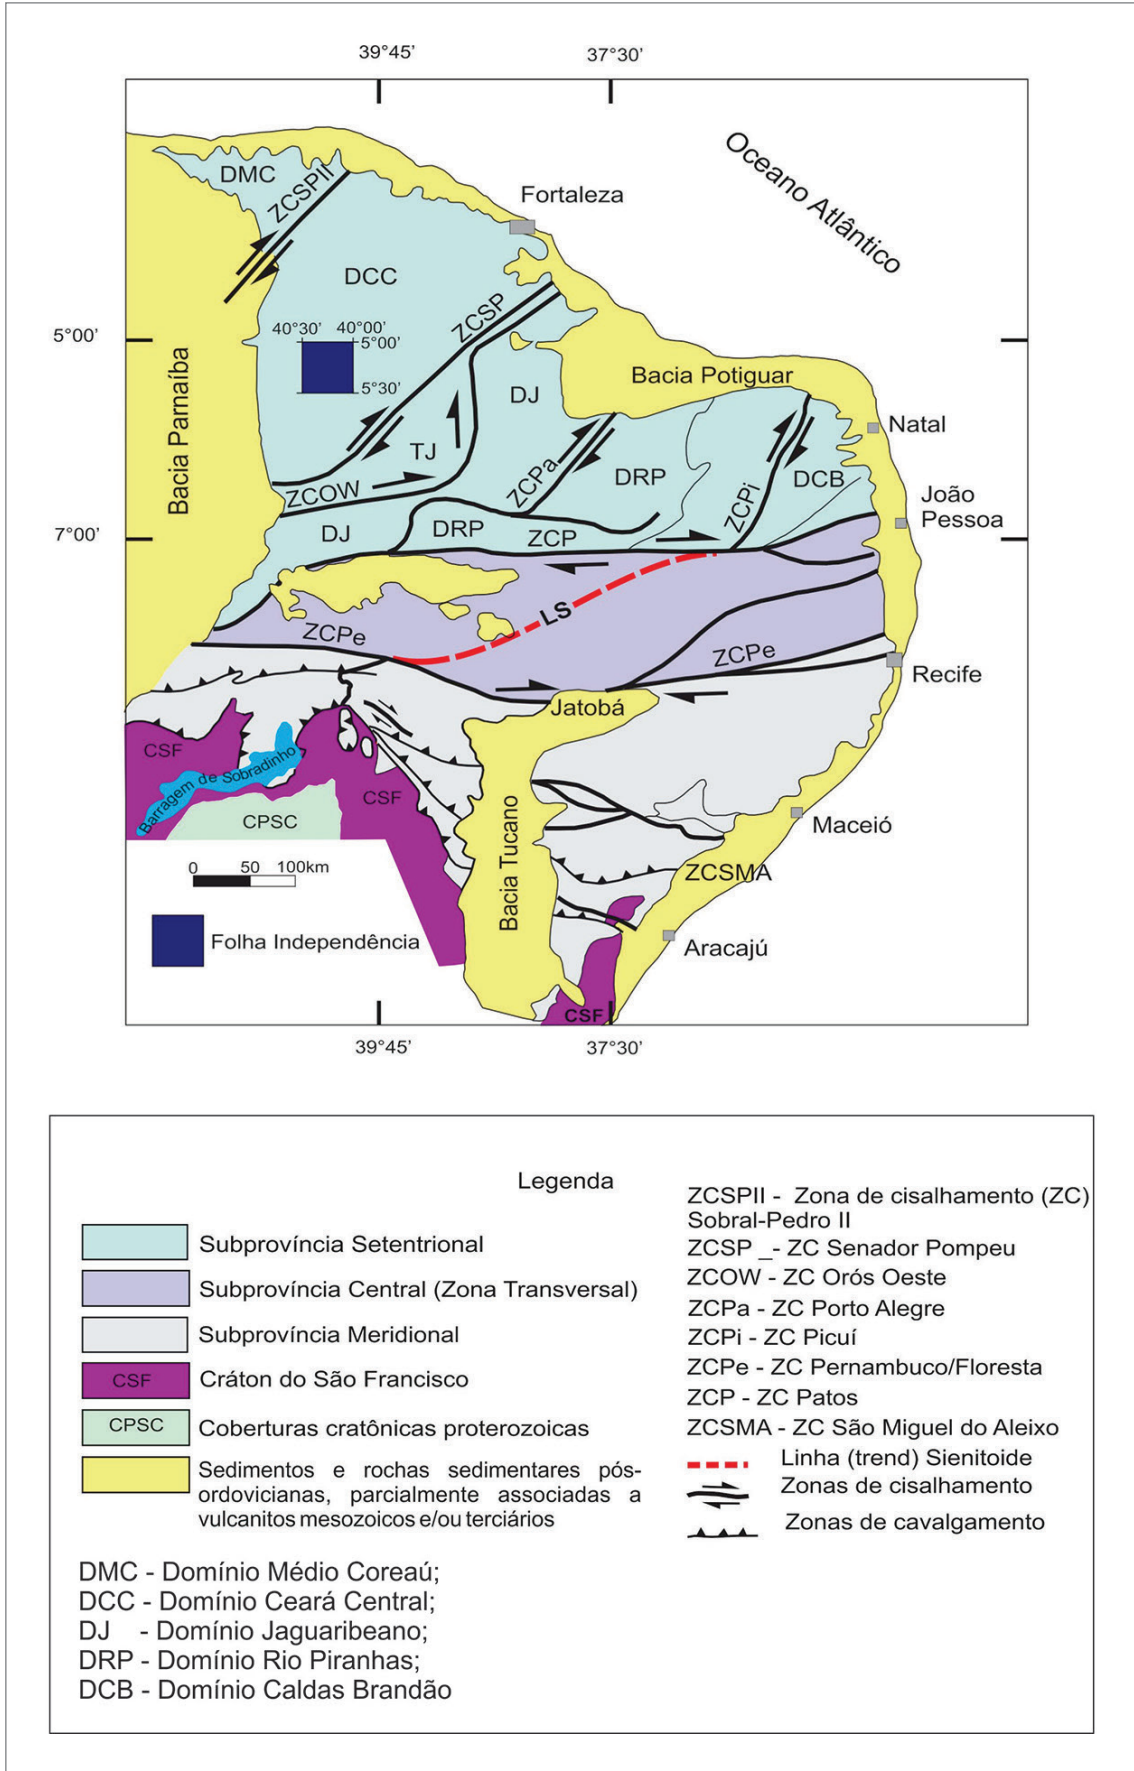 39°45'
37°30'
Oceano Atlântico
DMC
ZCSPII
Fortaleza
DCC
ZCSP
5°00'
40°30'
40°00'
5°00'
5°30'
Bacia Parnaíba
Bacia Potiguar
DJ
Natal
TJ
ZCPa
DRP
ZCPi
DCB
ZCOW
João
Pessoa
7°00'
DJ
DRP
ZCP
LS
ZCPe
ZCPe
Recife
Jatobá
CSF
Barragem de Sobradinho
CSF
CPSC
Maceió
0
50
100km
Bacia Tucano
ZCSMA
Folha Independência
Aracajú
CSF
39°45'
37°30'
Legenda
Subprovíncia Setentrional
Subprovíncia Central (Zona Transversal)
Subprovíncia Meridional
CSF
Cráton do São Francisco
CPSC
Coberturas cratônicas proterozoicas
Sedimentos e rochas sedimentares pós-
ordovicianas, parcialmente associadas a
vulcanitos mesozoicos e/ou terciários
DMC - Domínio Médio Coreaú;
DCC - Domínio Ceará Central;
DJ - Domínio Jaguaribeano;
DRP - Domínio Rio Piranhas;
DCB - Domínio Caldas Brandão
ZCSPII - Zona de cisalhamento (ZC)
Sobral-Pedro II
ZCSP _- ZC Senador Pompeu
ZCOW - ZC Orós Oeste
ZCPa - ZC Porto Alegre
ZCPi - ZC Picuí
ZCPe - ZC Pernambuco/Floresta
ZCP - ZC Patos
ZCSMA - ZC São Miguel do Aleixo
Linha (trend) Sienitoide
Zonas de cisalhamento
Zonas de cavalgamento